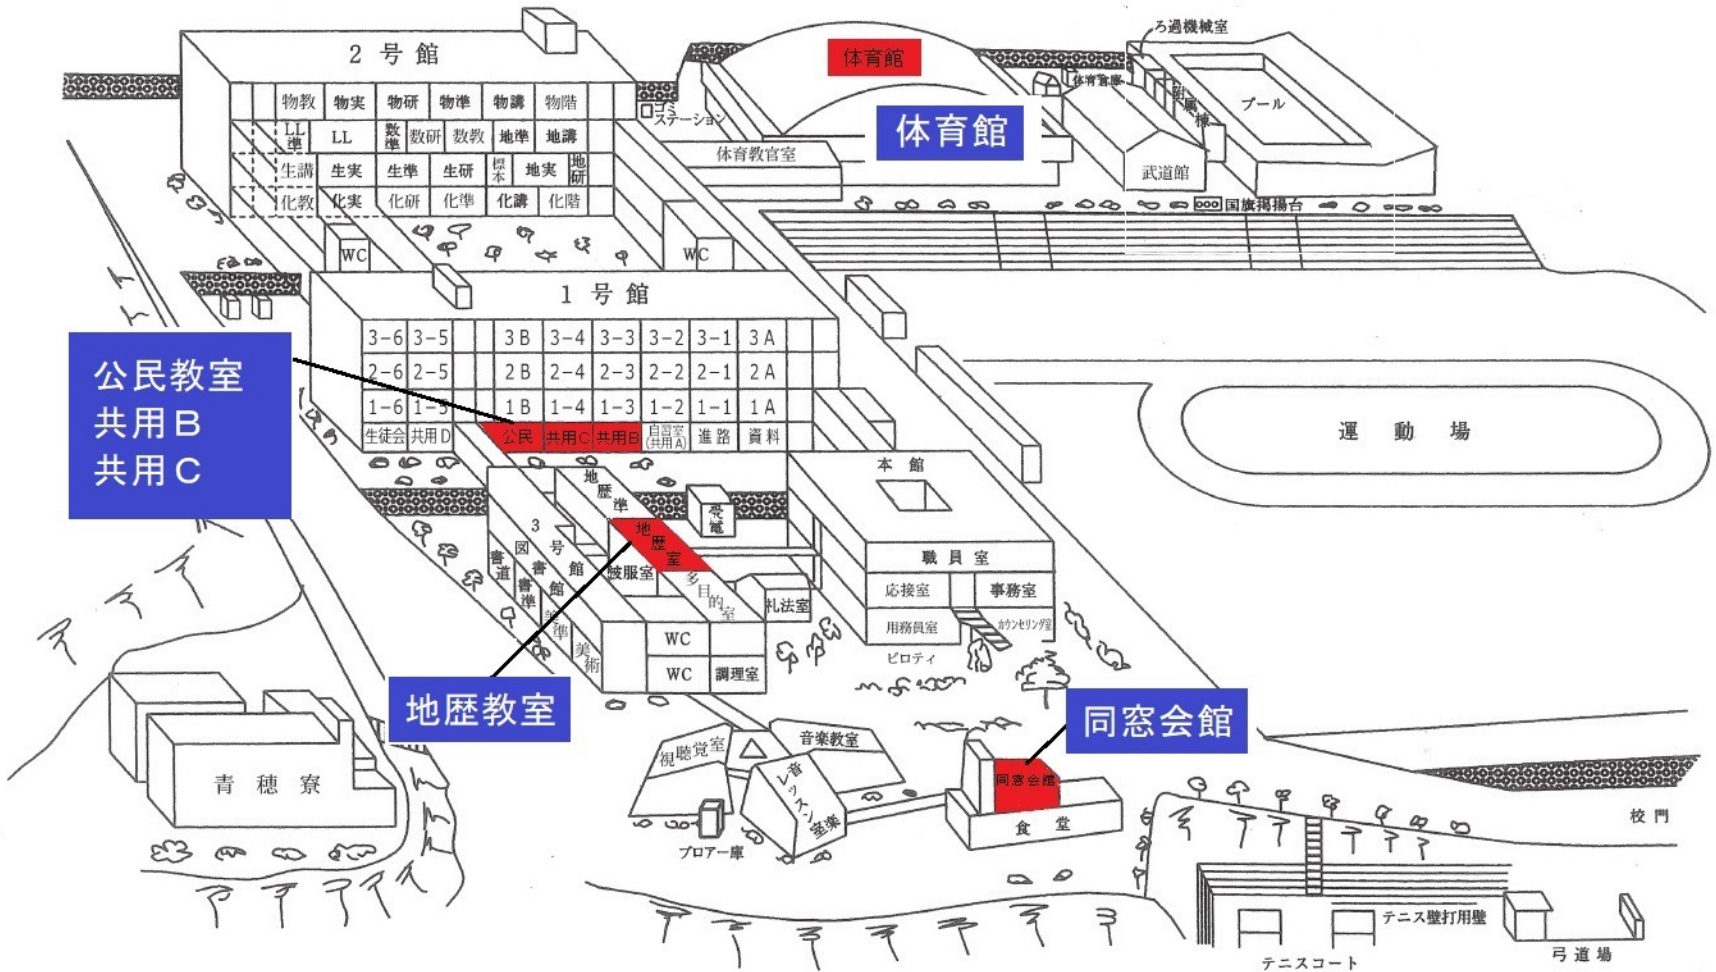 2号館
物教 物実 物研 物準 物講 物階
LL準 LL 数準 数研 数教 地準 地講
生講 生実 生準 生研 標本 地実 地研
化教 化実 化研 化準 化講 化階
WC
WC
ゴミステーション
体育館
体育館
体育教官室
ろ過機械室
体育倉庫
附属棟
プール
武道館
国旗掲揚台
1号館
3-6 3-5 3B 3-4 3-3 3-2 3-1 3A
2-6 2-5 2B 2-4 2-3 2-2 2-1 2A
1-6 1-5 1B 1-4 1-3 1-2 1-1 1A
生徒会 共用D 公民 共用C 共用B 自習室(共用A) 進路 資料
公民教室
共用B
共用C
運動場
本館
職員室
応接室 事務室
用務員室 カウンセリング室
ピロティ
地歴準
地歴室
多目的室
3号館
図書館
書道
書準
美準
美術
被服室
礼法室
WC
WC 調理室
地歴教室
同窓会館
同窓会館
食堂
青穂寮
視聴覚室
音楽教室
音楽レッスン室
ブロアー庫
校門
テニス壁打用壁
テニスコート
弓道場